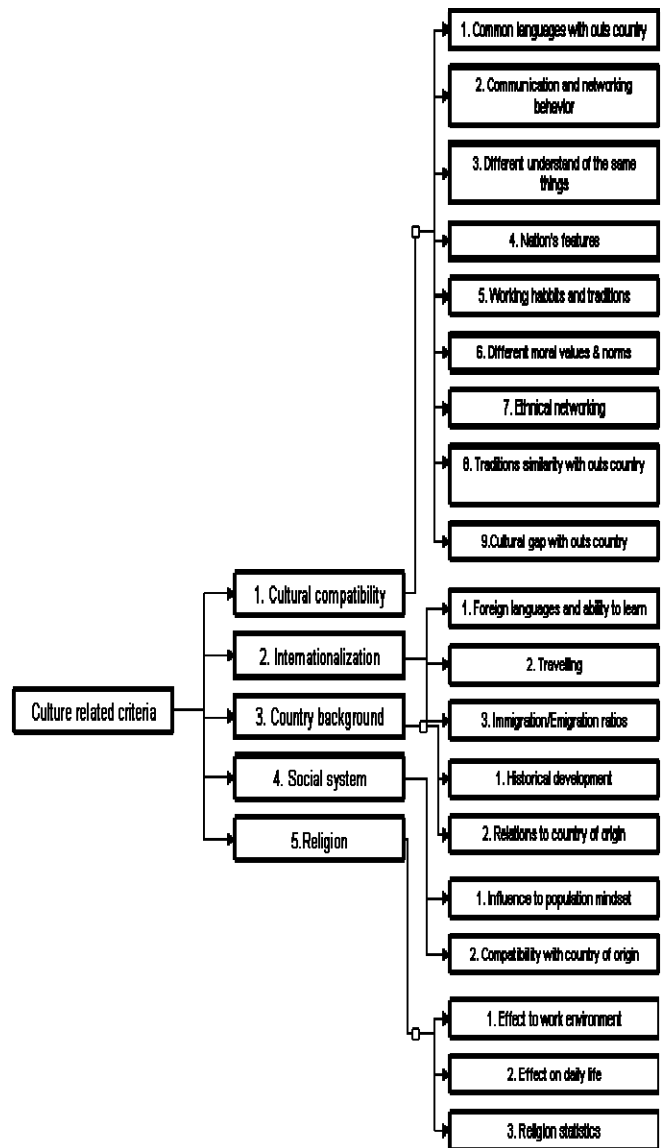 Culture related criteria
1. Cultural compatibility
2. Internationalization
3. Country background
4. Social system
5.Religion
1. Common languages with outs country
2. Communication and networking
behavior
3. Different understand of the same
things
4. Nation's features
5. Working habbits and traditions
6. Different moral values & norms
7. Ethnical networking
8. Traditions similarity with outs country
9.Cultural gap with outs country
1. Foreign languages and ability to learn
2. Travelling
3. Immigration/Emigration ratios
1. Historical development
2. Relations to country of origin
1. Influence to population mindset
2. Compatibility with country of origin
1. Effect to work environment
2. Effect on daily life
3. Religion statistics